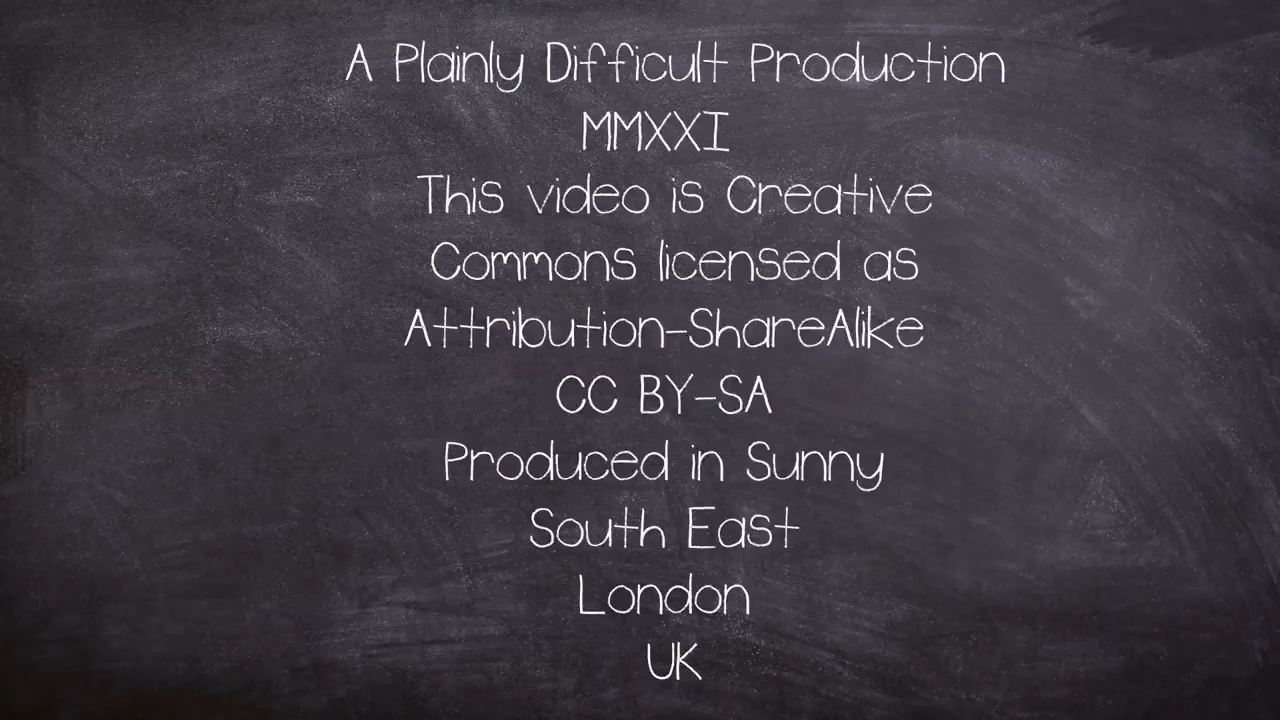 A Plainly Difficult Production
MMXXI
This video is Creative
Commons licensed as
Attribution-ShareAlike
CC BY-SA
Produced in Sunny
South East
London
UK